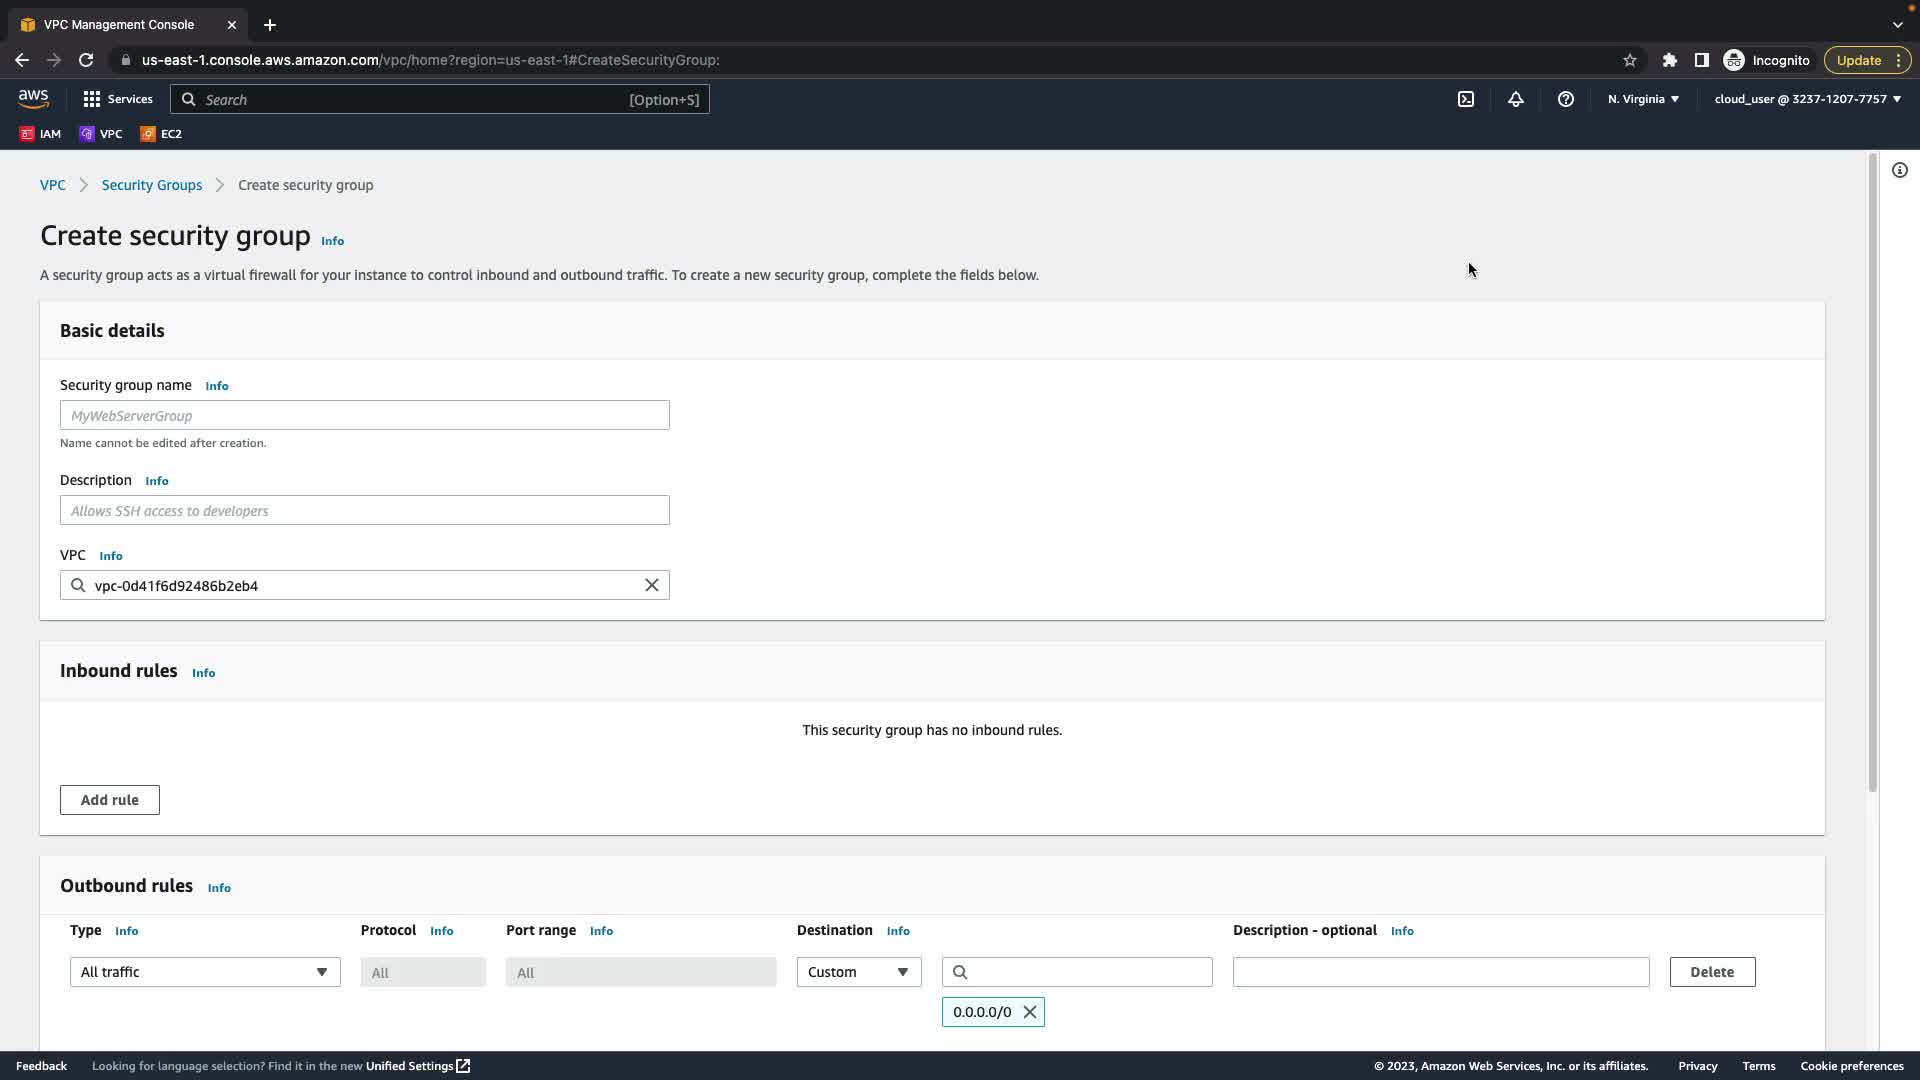 VPC Management Console
us-east-1.console.aws.amazon.com/vpc/home?region=us-east-1#CreateSecurityGroup:
Incognito
Update
aws
Services
Search
[Option+S]
N. Virginia
cloud_user @ 3237-1207-7757
IAM
VPC
EC2
VPC
Security Groups
Create security group
Create security group Info
A security group acts as a virtual firewall for your instance to control inbound and outbound traffic. To create a new security group, complete the fields below.
Basic details
Security group name Info
MyWebServerGroup
Name cannot be edited after creation.
Description Info
Allows SSH access to developers
VPC Info
vpc-0d41f6d92486b2eb4
Inbound rules Info
This security group has no inbound rules.
Add rule
Outbound rules Info
Type Info Protocol Info Port range Info Destination Info Description - optional Info
All traffic All All Custom Delete
0.0.0.0/0
Feedback Looking for language selection? Find it in the new Unified Settings © 2023, Amazon Web Services, Inc. or its affiliates. Privacy Terms Cookie preferences